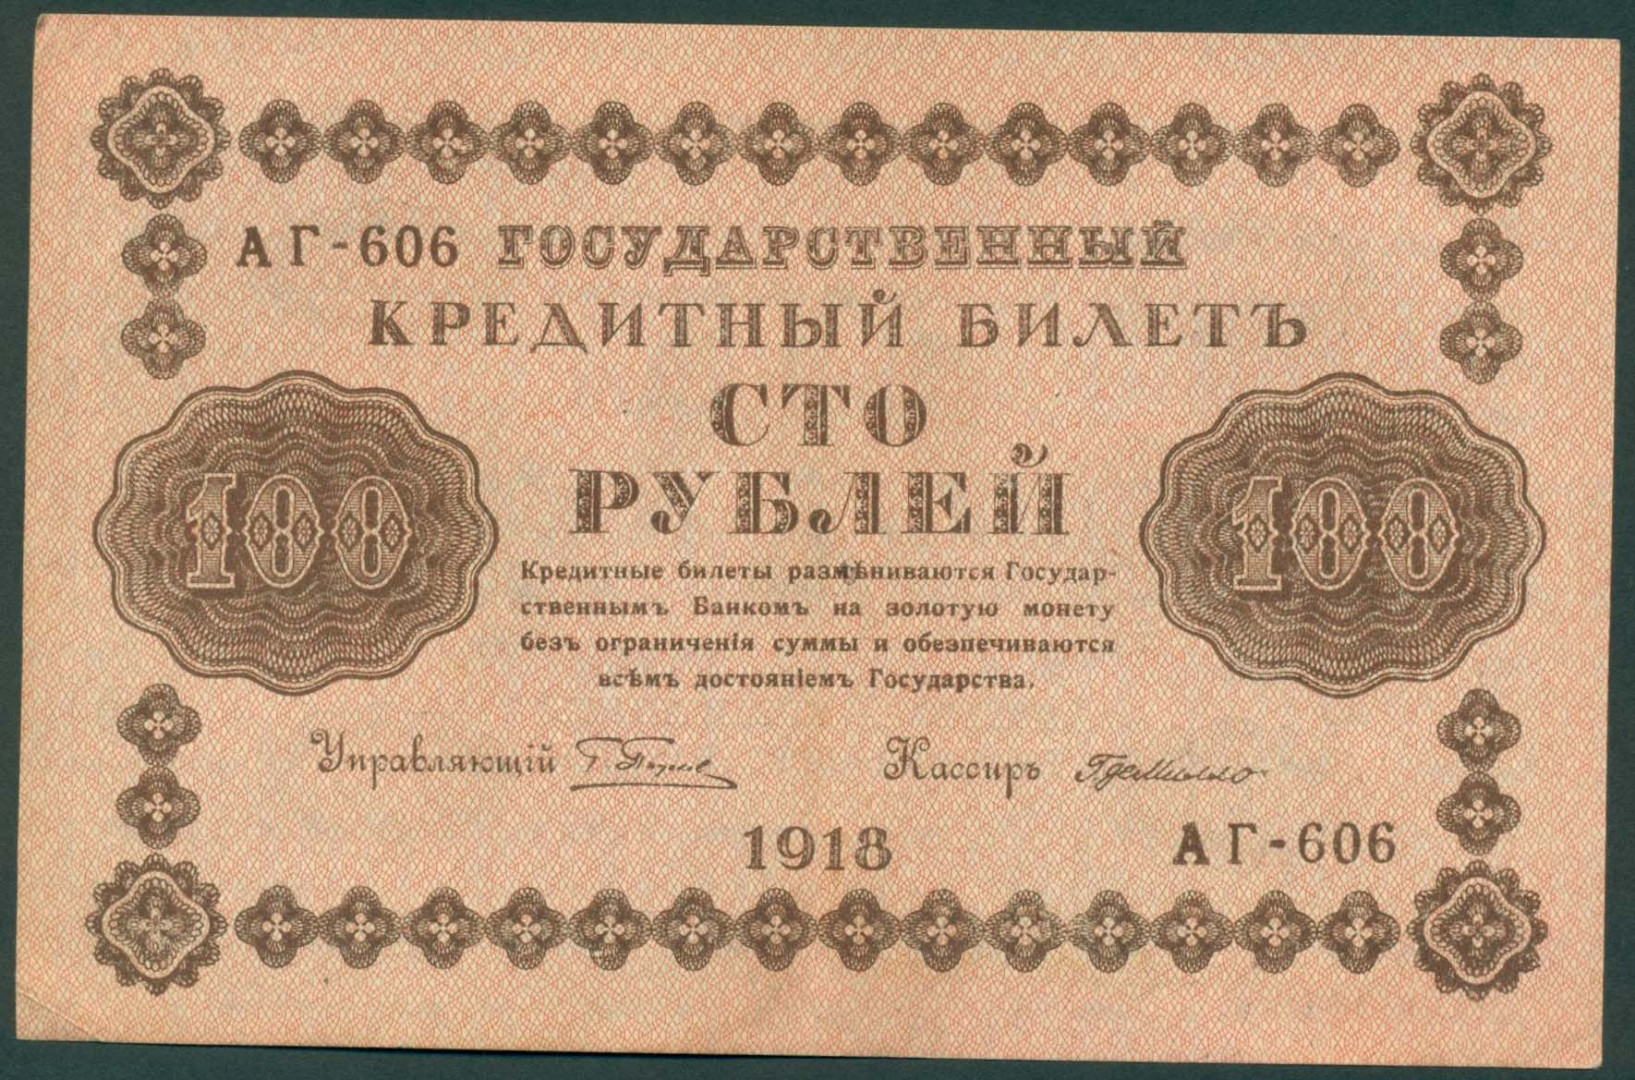 АГ-606 ГОСУДАРСТВЕННЫЙ
КРЕДИТНЫЙ БИЛЕТЪ
СТО
РУБЛЕЙ
100 100
Кредитные билеты размѣниваются Государ-
ственнымъ Банкомъ на золотую монету
безъ ограниченія суммы и обезпечиваются
всѣмъ достояніемъ Государства.
Управляющій Кассиръ
1918 АГ-606